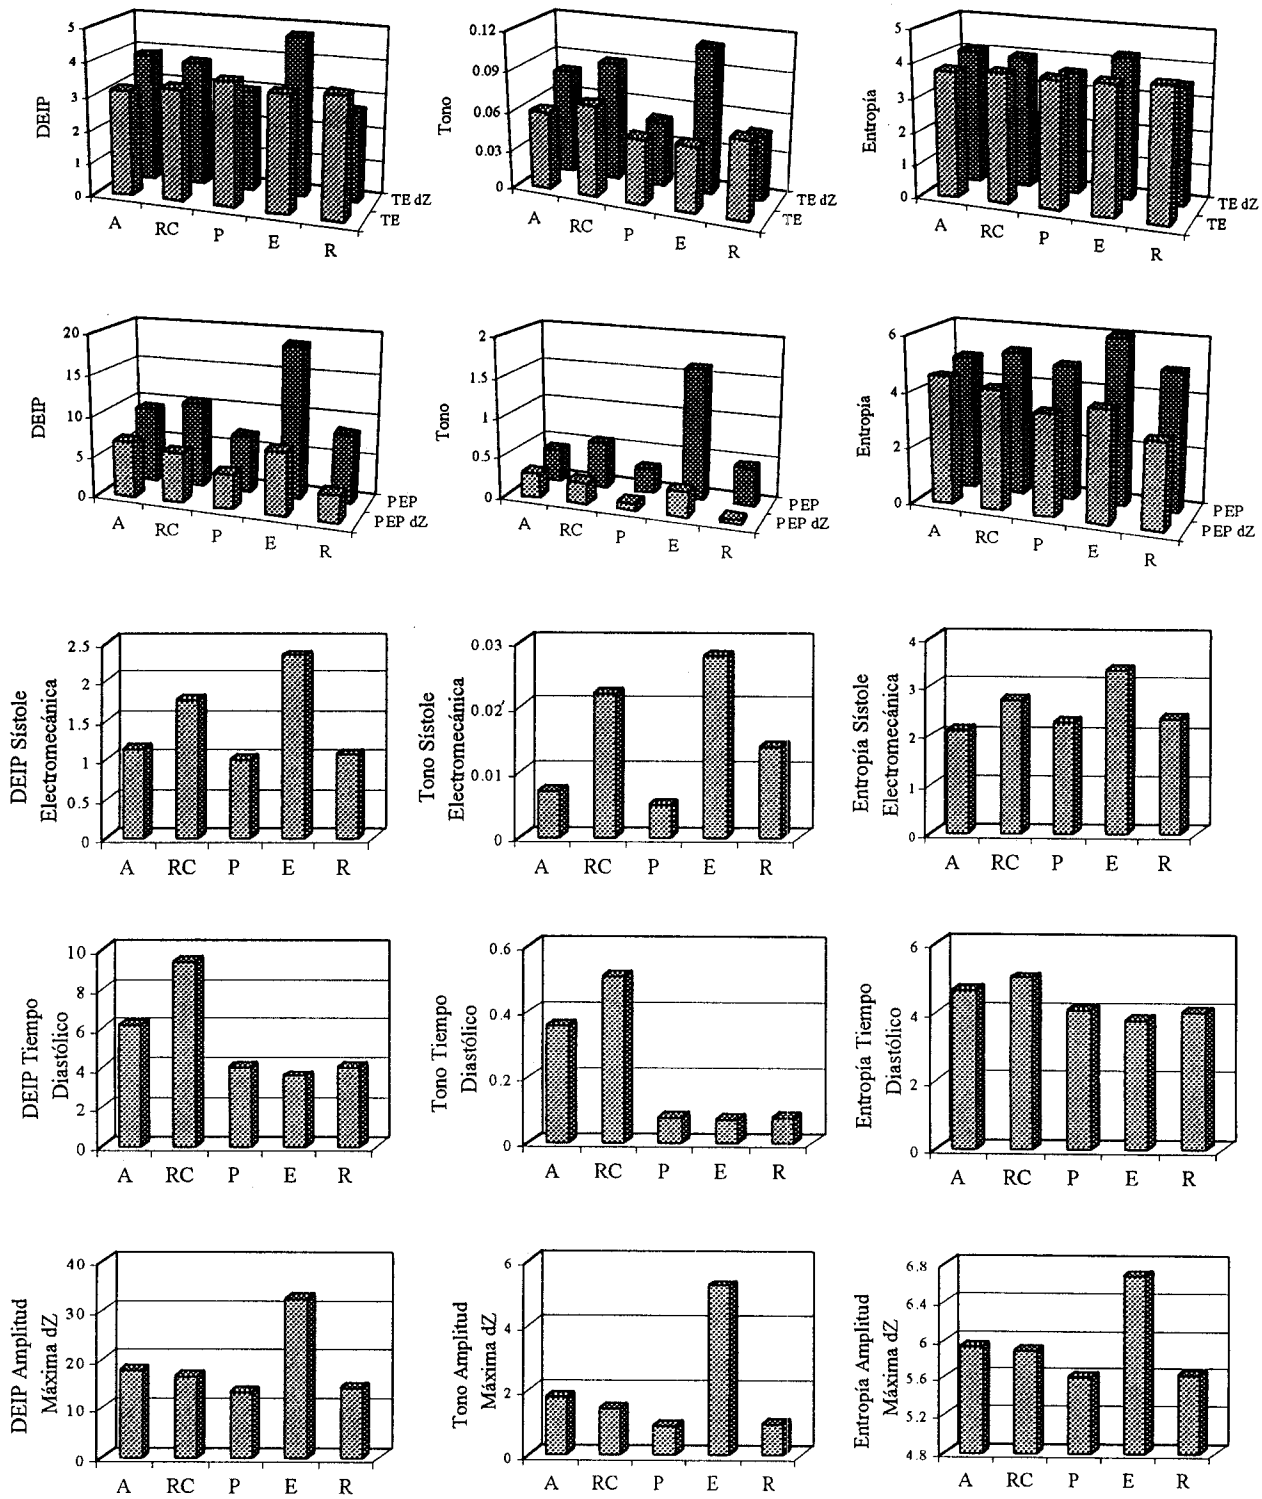 DEIP
5
4
3
2
1
0
A RC P E R
TE dZ
TE
Tono
0.12
0.09
0.06
0.03
0
A RC P E R
TE dZ
TE
Entropía
5
4
3
2
1
0
A RC P E R
TE dZ
TE
DEIP
20
15
10
5
0
A RC P E R
PEP
PEP dZ
Tono
2
1.5
1
0.5
0
A RC P E R
PEP
PEP dZ
Entropía
6
4
2
0
A RC P E R
PEP
PEP dZ
DEIP Sístole
Electromecánica
2.5
2
1.5
1
0.5
0
A RC P E R
Tono Sístole
Electromecánica
0.03
0.02
0.01
0
A RC P E R
Entropía Sístole
Electromecánica
4
3
2
1
0
A RC P E R
DEIP Tiempo
Diastólico
10
8
6
4
2
0
A RC P E R
Tono Tiempo
Diastólico
0.6
0.4
0.2
0
A RC P E R
Entropía Tiempo
Diastólico
6
4
2
0
A RC P E R
DEIP Amplitud
Máxima dZ
40
30
20
10
0
A RC P E R
Tono Amplitud
Máxima dZ
6
4
2
0
A RC P E R
Entropía Amplitud
Máxima dZ
6.8
6.4
6
5.6
5.2
4.8
A RC P E R